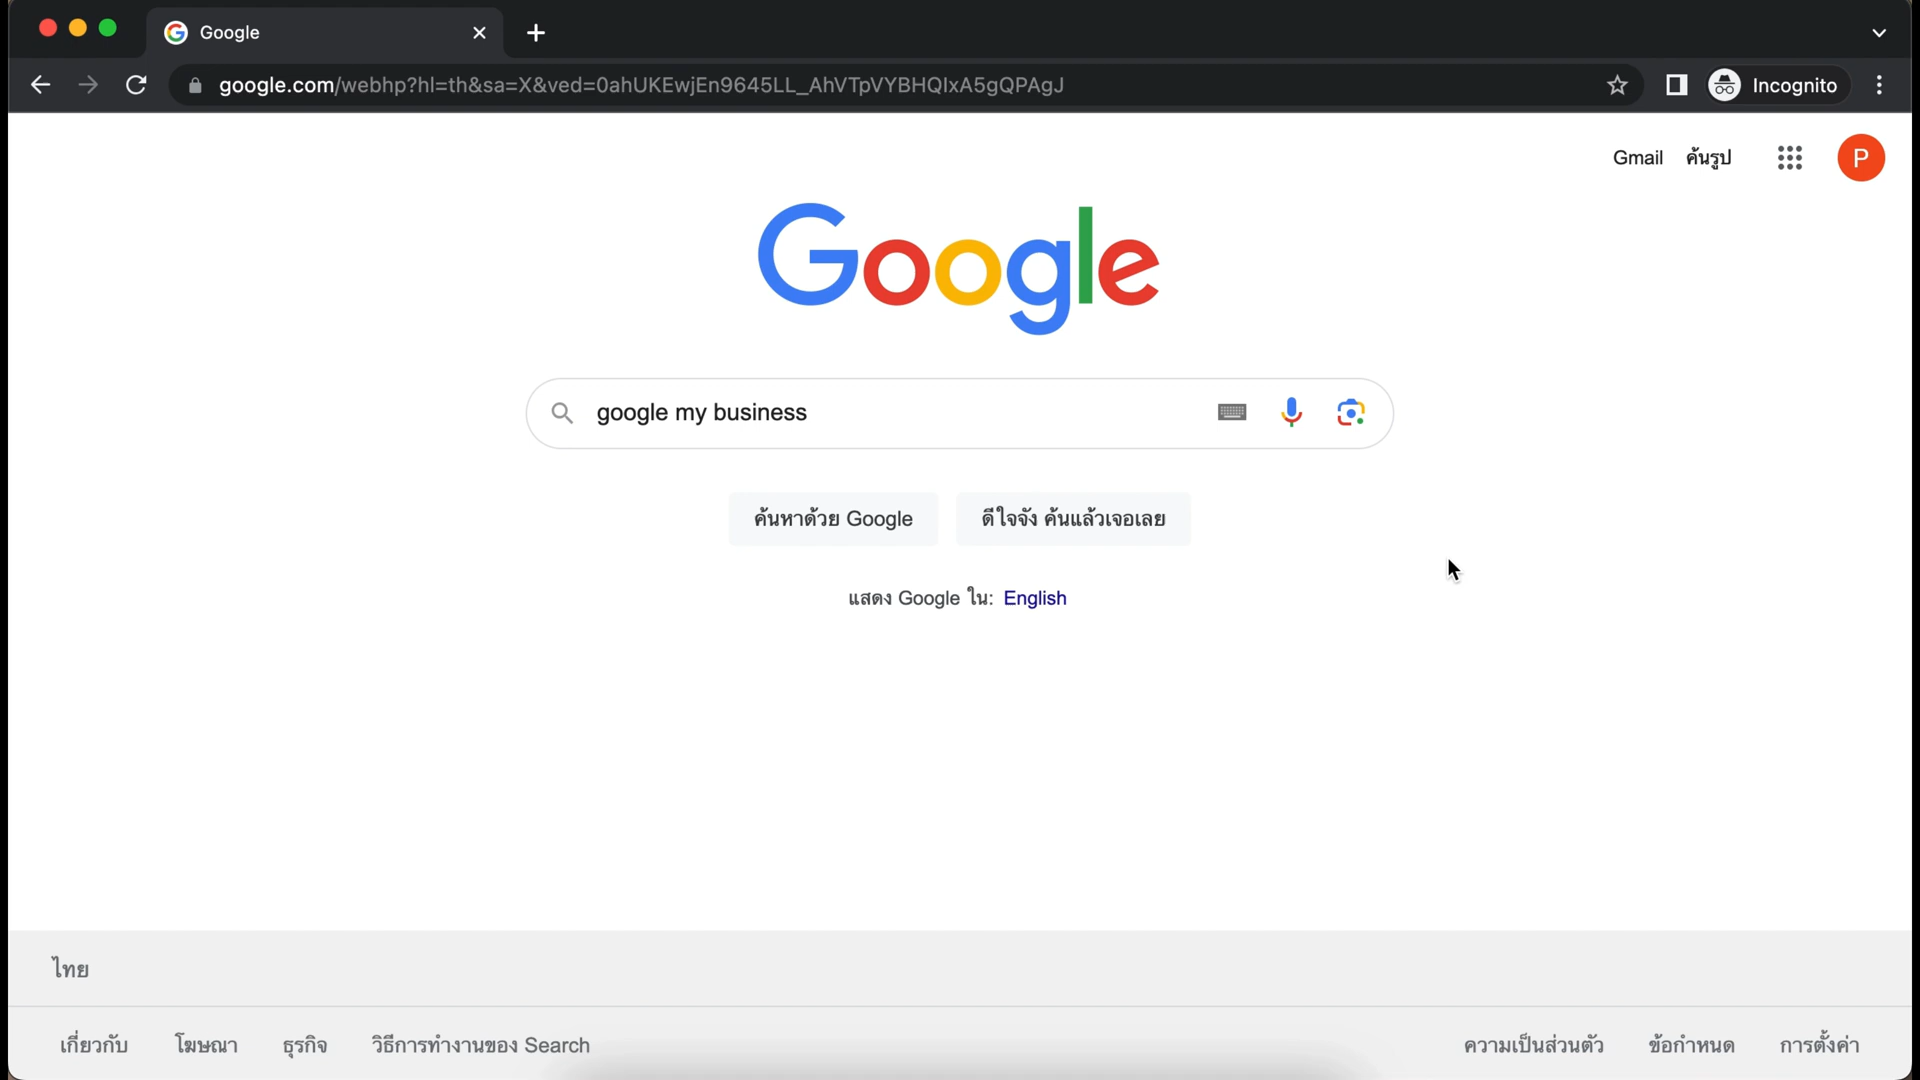 Google
google.com/webhp?hl=th&sa=X&ved=0ahUKEwjEn9645LL_AhVTpVYBHQIxA5gQPAgJ
Incognito
Gmail ค้นรูป P
Google
google my business
ค้นหาด้วย Google ดีใจจัง ค้นแล้วเจอเลย
แสดง Google ใน: English
ไทย
เกี่ยวกับ โฆษณา ธุรกิจ วิธีการทำงานของ Search ความเป็นส่วนตัว ข้อกำหนด การตั้งค่า